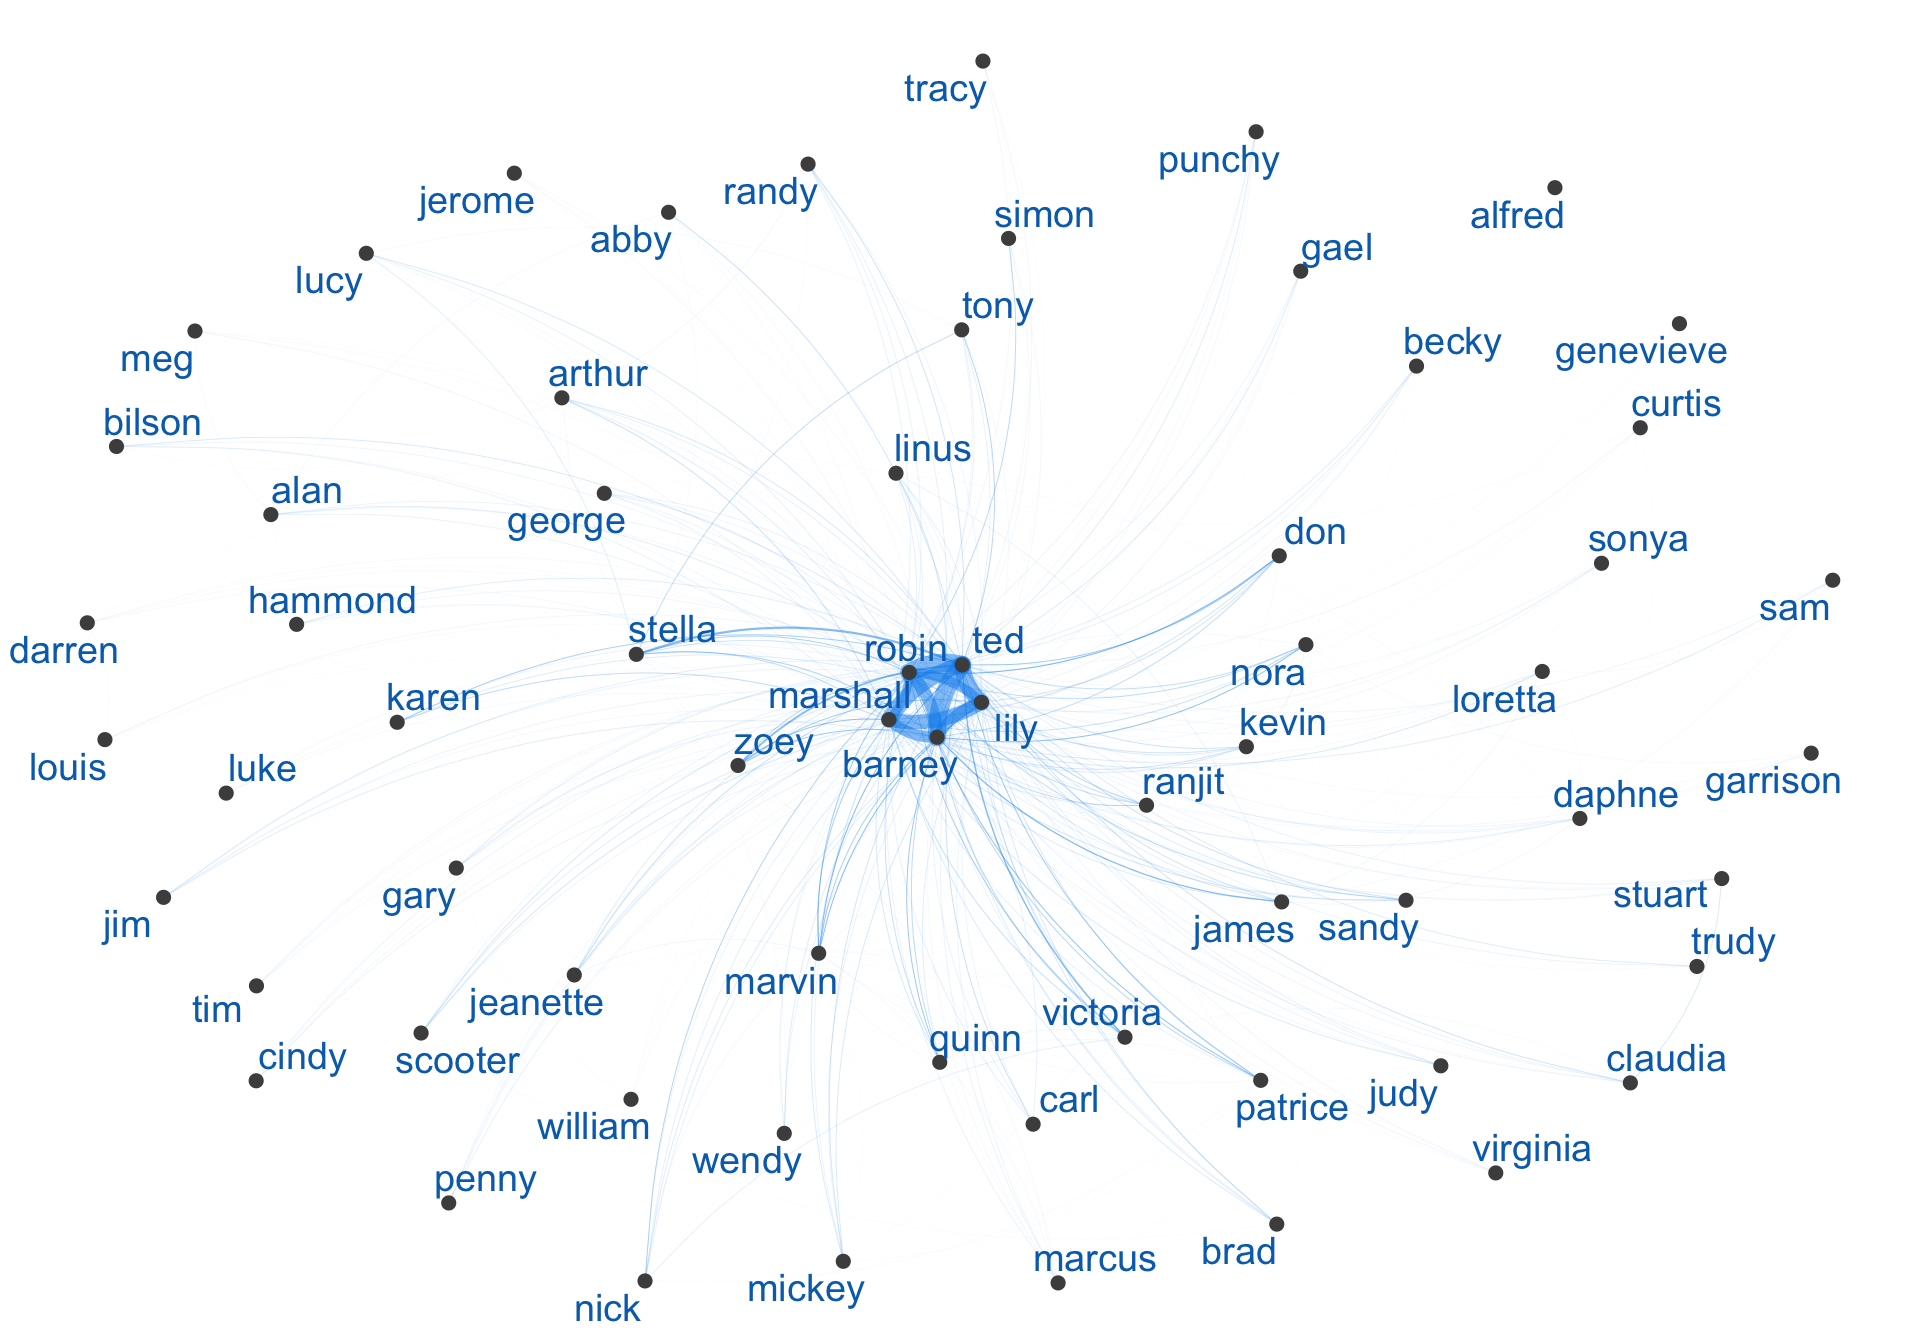 tracy
punchy
jerome
randy
simon
alfred
abby
gael
lucy
tony
becky
genevieve
meg
arthur
curtis
bilson
linus
alan
george
don
sonya
hammond
sam
stella
robin
ted
darren
nora
karen
marshall
lily
loretta
kevin
zoey
barney
louis
luke
ranjit
garrison
daphne
gary
stuart
jim
james
sandy
trudy
marvin
jeanette
tim
victoria
quinn
cindy
scooter
claudia
judy
carl
patrice
william
virginia
wendy
penny
brad
marcus
mickey
nick